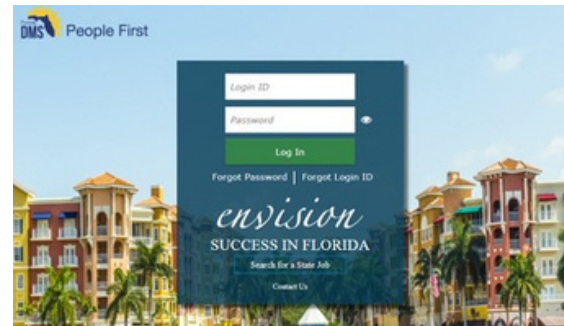 DMS People First
Login ID
Password
Log In
Forgot Password | Forgot Login ID
envision
SUCCESS IN FLORIDA
Search for a State Job
Contact Us